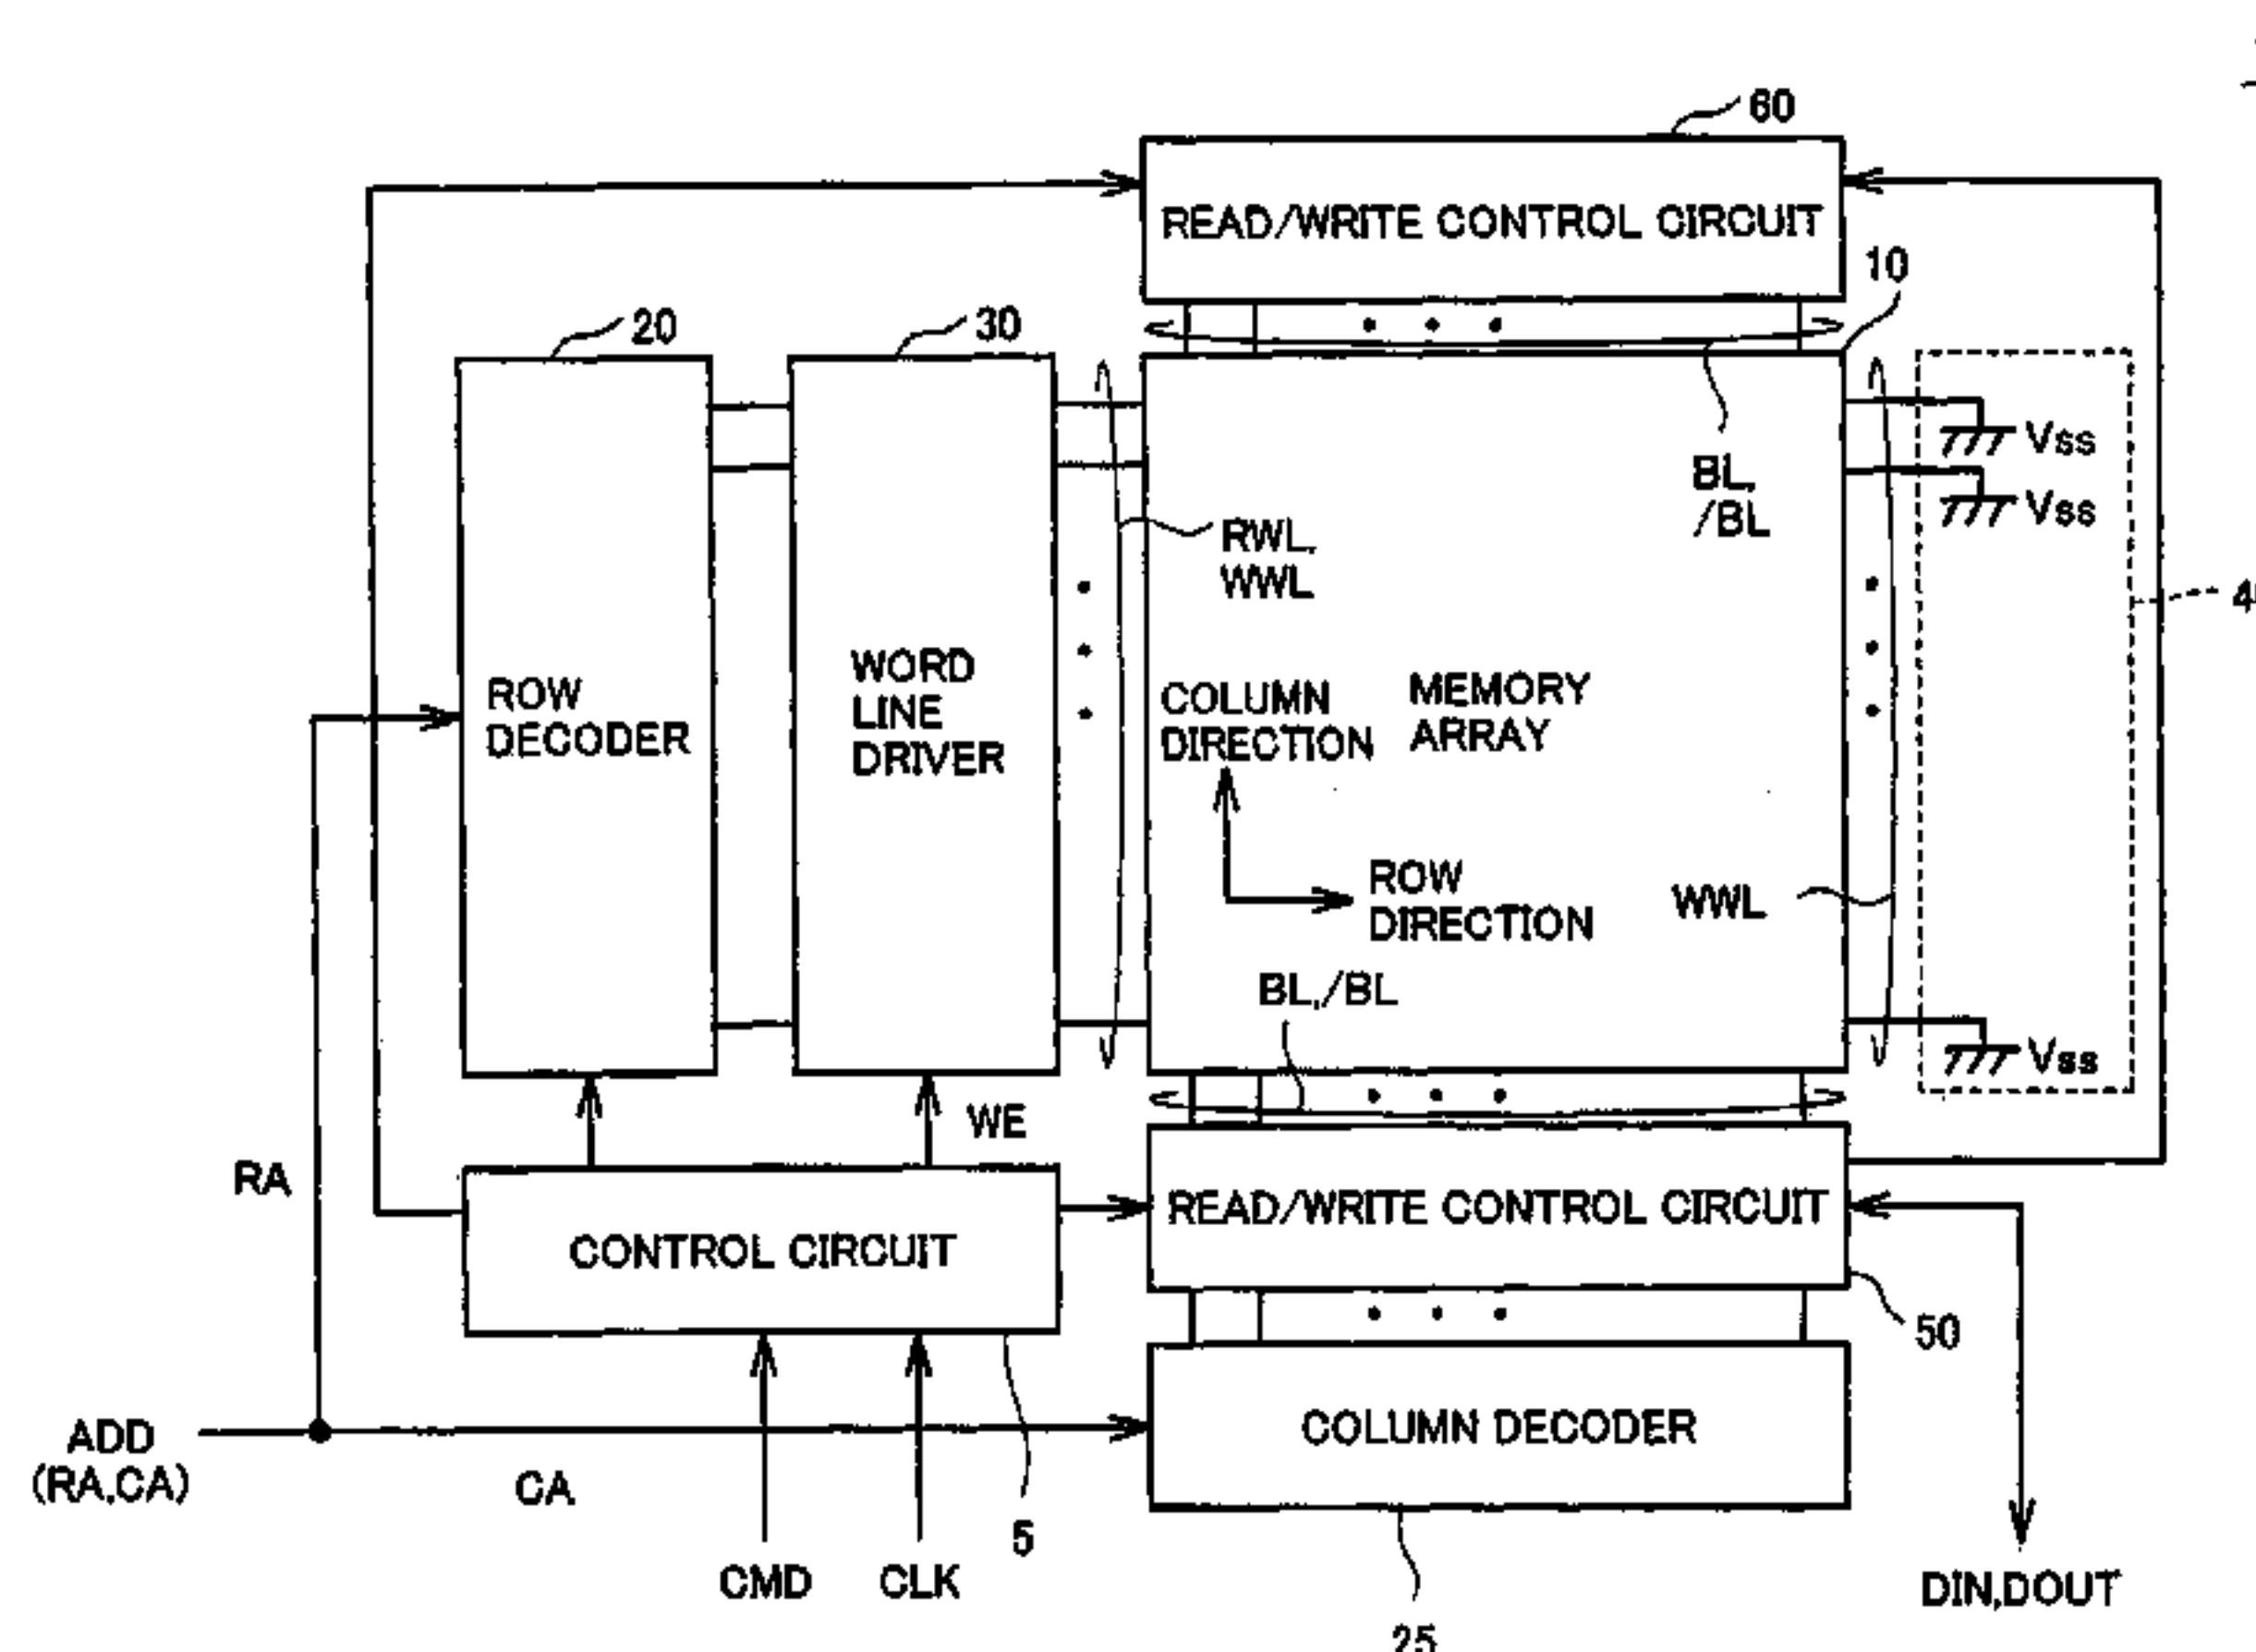 60
READ/WRITE CONTROL CIRCUIT
10
20
30
Vss
BL,
/BL
Vss
RWL,
WWL
ROW
DECODER
WORD
LINE
DRIVER
COLUMN
DIRECTION
MEMORY
ARRAY
ROW
DIRECTION
WWL
BL,/BL
Vss
WE
RA
READ/WRITE CONTROL CIRCUIT
CONTROL CIRCUIT
50
ADD
(RA,CA)
CA
COLUMN DECODER
5
CMD
CLK
DIN,DOUT
25